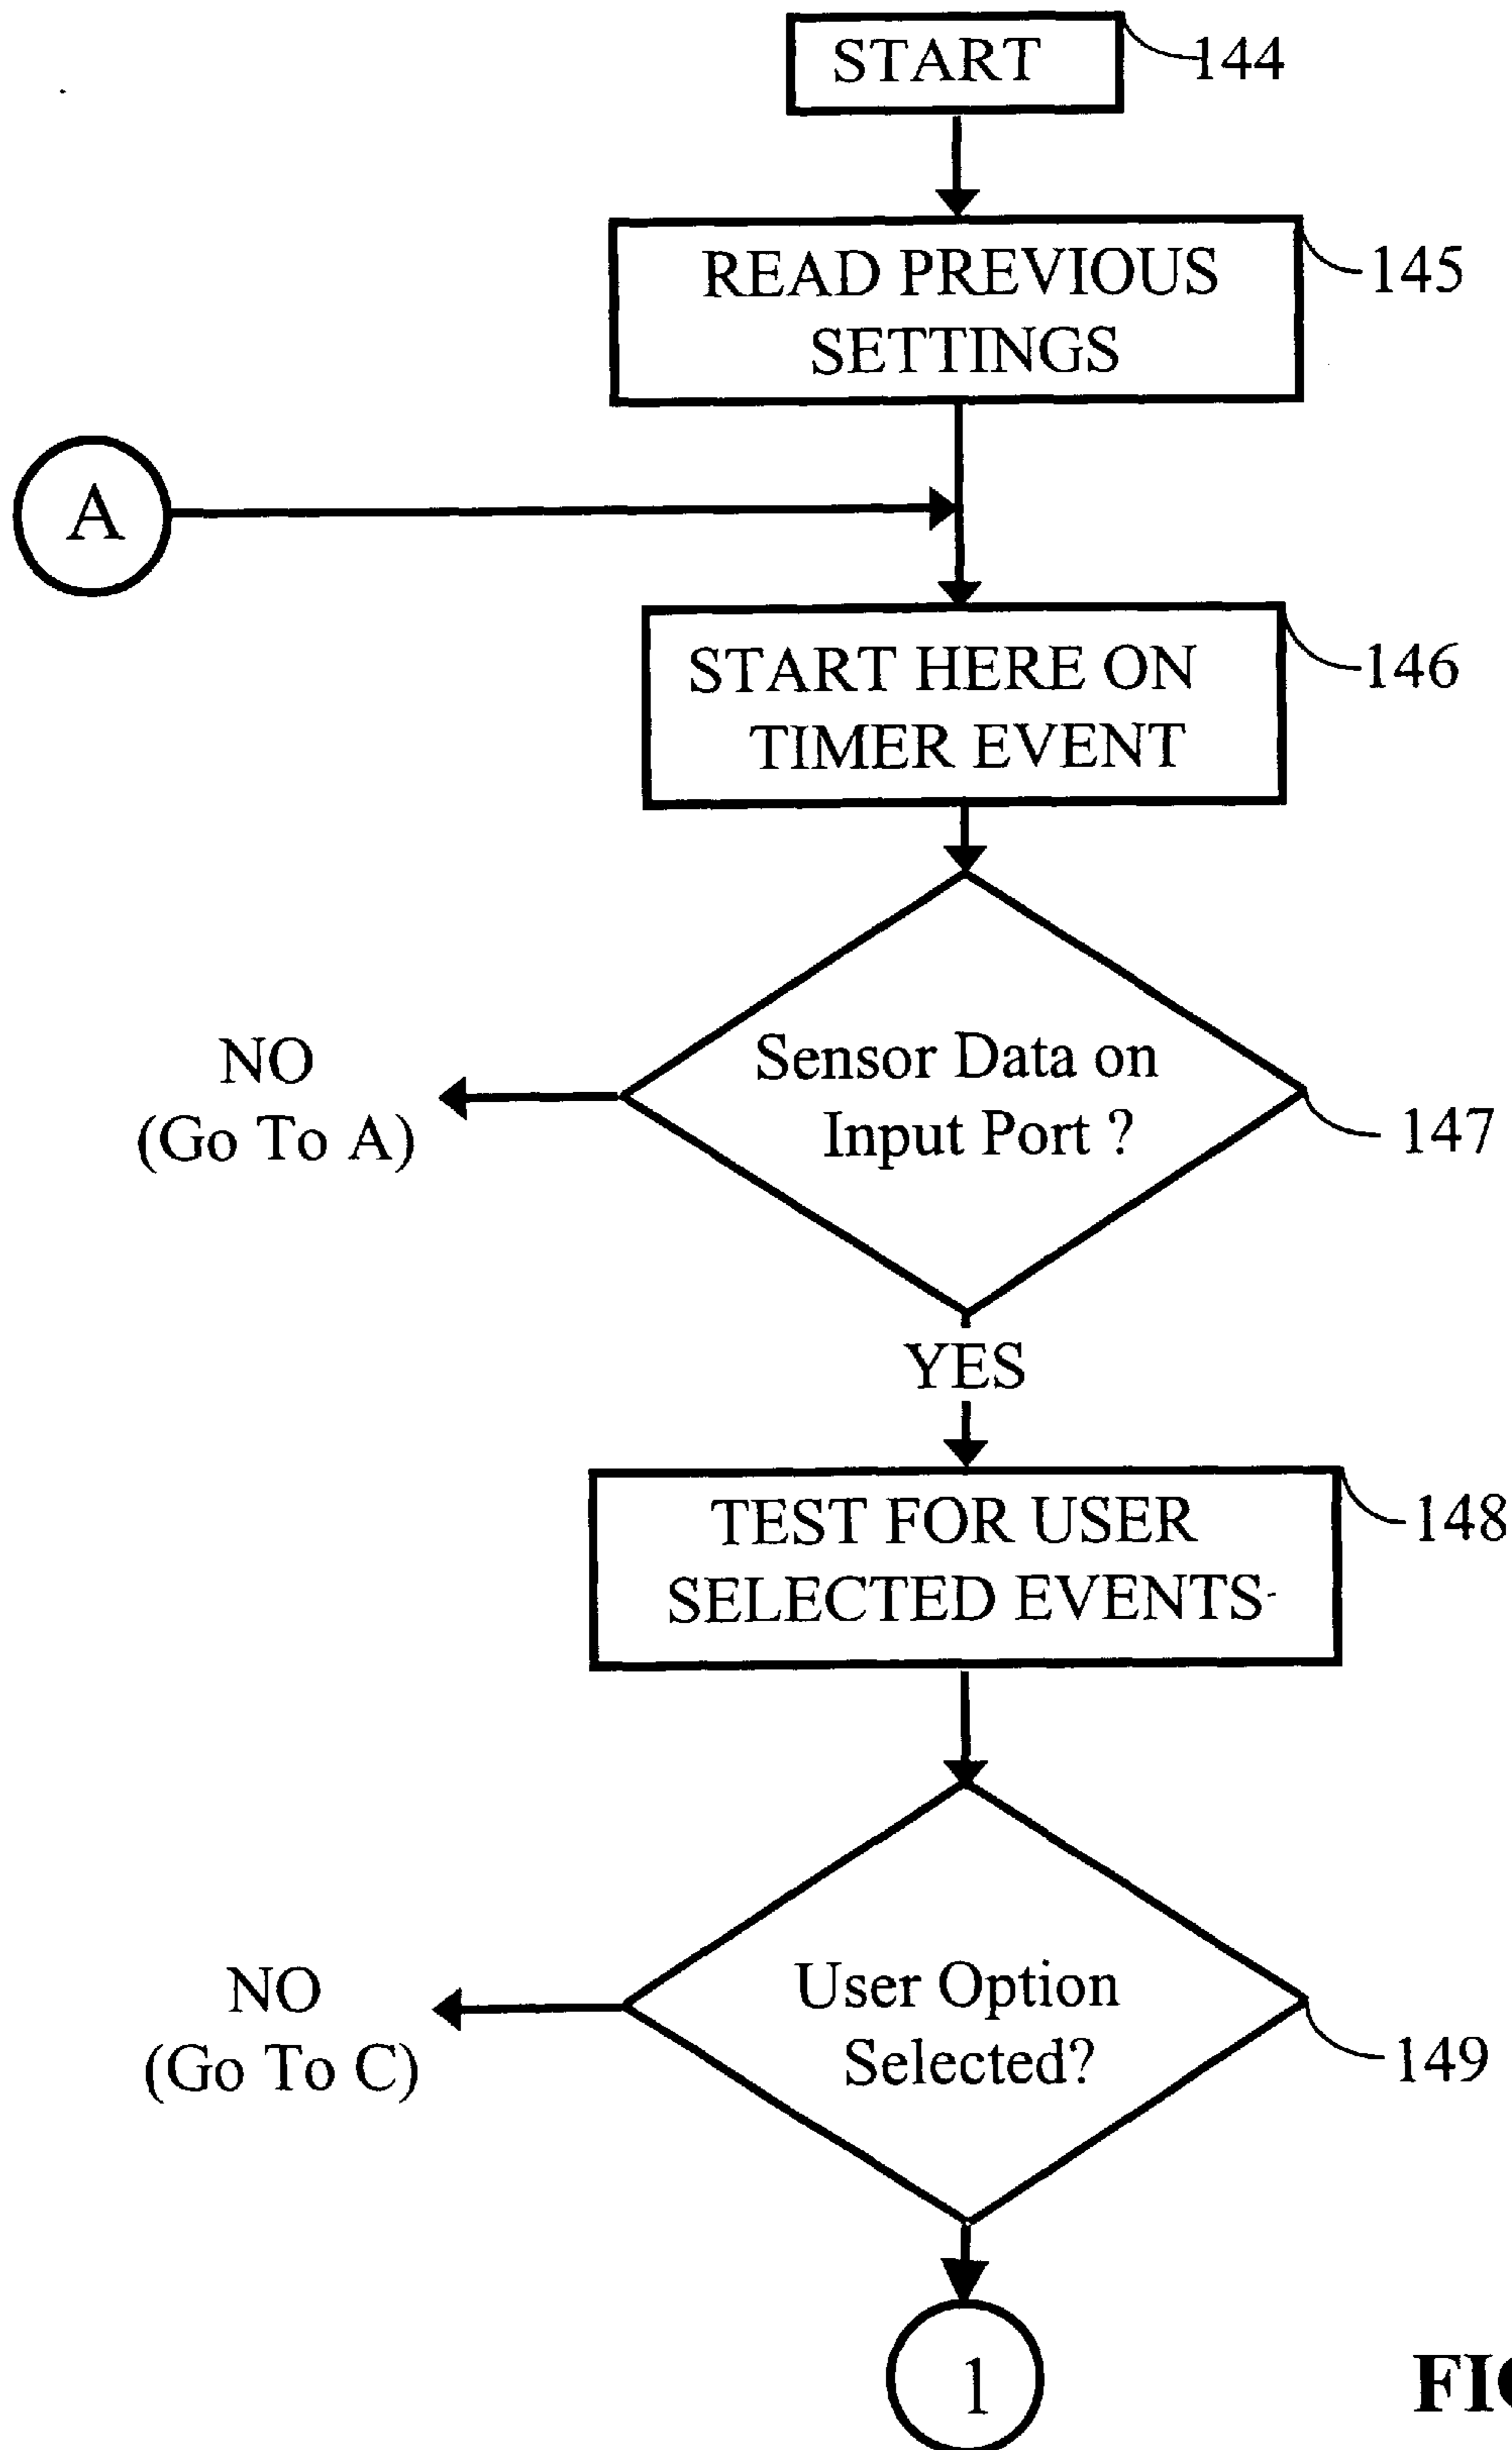 START
144
READ PREVIOUS
SETTINGS
145
A
START HERE ON
TIMER EVENT
146
Sensor Data on
Input Port ?
147
NO
(Go To A)
YES
TEST FOR USER
SELECTED EVENTS
148
User Option
Selected?
149
NO
(Go To C)
1